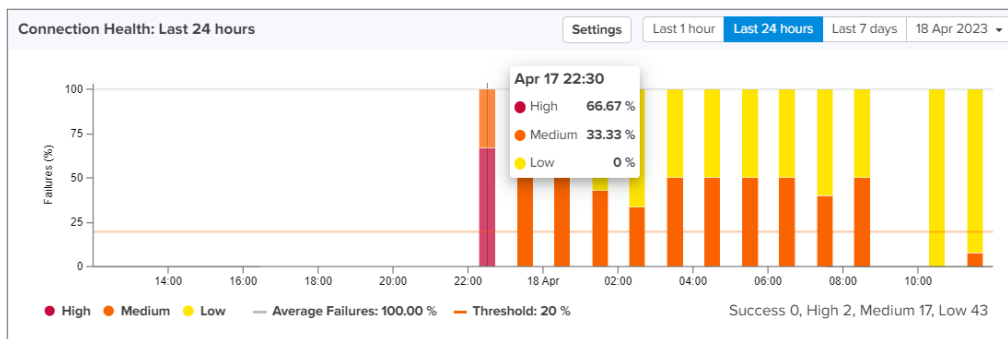 Connection Health: Last 24 hours
Settings
Last 1 hour
Last 24 hours
Last 7 days
18 Apr 2023
Failures (%)
100
75
50
25
0
Apr 17 22:30
High 66.67 %
Medium 33.33 %
Low 0 %
14:00 16:00 18:00 20:00 22:00 18 Apr 02:00 04:00 06:00 08:00 10:00
High Medium Low Average Failures: 100.00 % Threshold: 20 %
Success 0, High 2, Medium 17, Low 43